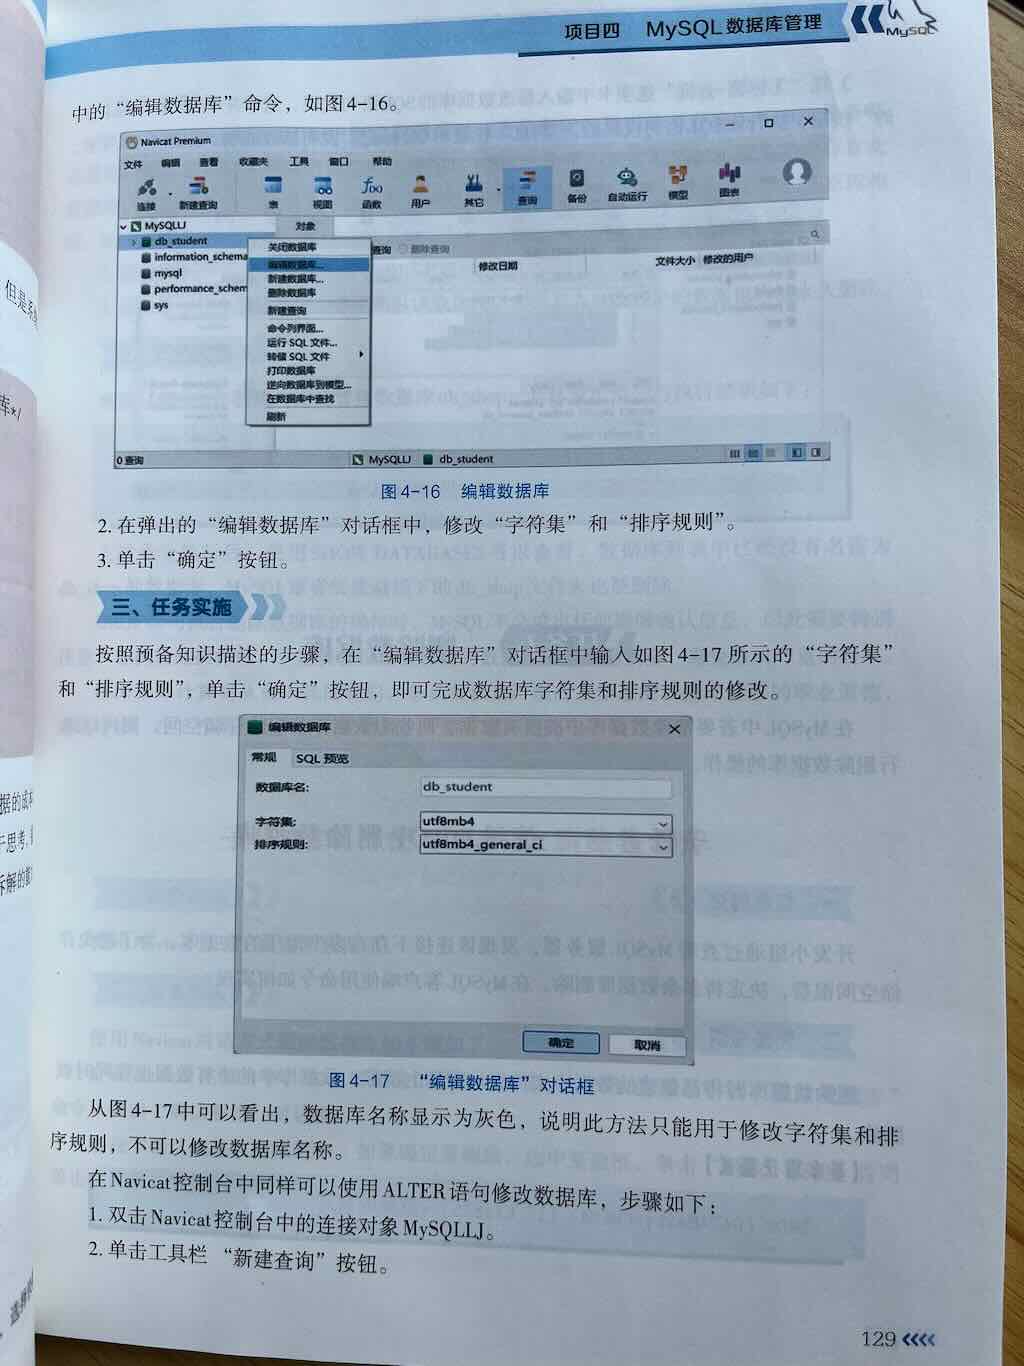 项目四 MySQL数据库管理
MySQL
中的“编辑数据库”命令，如图4-16。
Navicat Premium
文件 编辑 查看 收藏夹 工具 窗口 帮助
连接 新建查询 表 视图 函数 用户 其它 查询 备份 自动运行 模型 图表
f(x)
MySQLLJ
对象
db_student
information_schema
mysql
performance_schem
sys
关闭数据库
编辑数据库...
新建数据库...
删除数据库
新建查询
命令列界面...
运行 SQL 文件...
转储 SQL 文件
打印数据库
逆向数据库到模型...
在数据库中查找
刷新
查询 删除查询
修改日期 文件大小 修改的用户
0 查询 MySQLLJ db_student
图4-16 编辑数据库
2. 在弹出的“编辑数据库”对话框中，修改“字符集”和“排序规则”。
3. 单击“确定”按钮。
三、任务实施
按照预备知识描述的步骤，在“编辑数据库”对话框中输入如图4-17所示的“字符集”
和“排序规则”，单击“确定”按钮，即可完成数据库字符集和排序规则的修改。
编辑数据库
常规 SQL 预览
数据库名: db_student
字符集: utf8mb4
排序规则: utf8mb4_general_ci
确定 取消
图4-17 “编辑数据库”对话框
从图4-17中可以看出，数据库名称显示为灰色，说明此方法只能用于修改字符集和排
序规则，不可以修改数据库名称。
在Navicat控制台中同样可以使用ALTER语句修改数据库，步骤如下：
1. 双击Navicat控制台中的连接对象MySQLLJ。
2. 单击工具栏“新建查询”按钮。
129
但是系
库*/
据的成
于思考，
斥解的